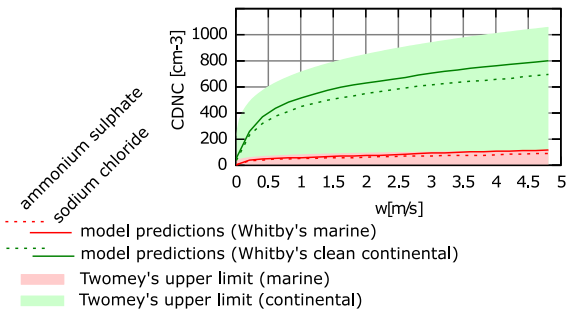 1000
800
600
400
200
0
CDNC [cm-3]
0 0.5 1 1.5 2 2.5 3 3.5 4 4.5 5
w[m/s]
ammonium sulphate
sodium chloride
model predictions (Whitby's marine)
model predictions (Whitby's clean continental)
Twomey's upper limit (marine)
Twomey's upper limit (continental)